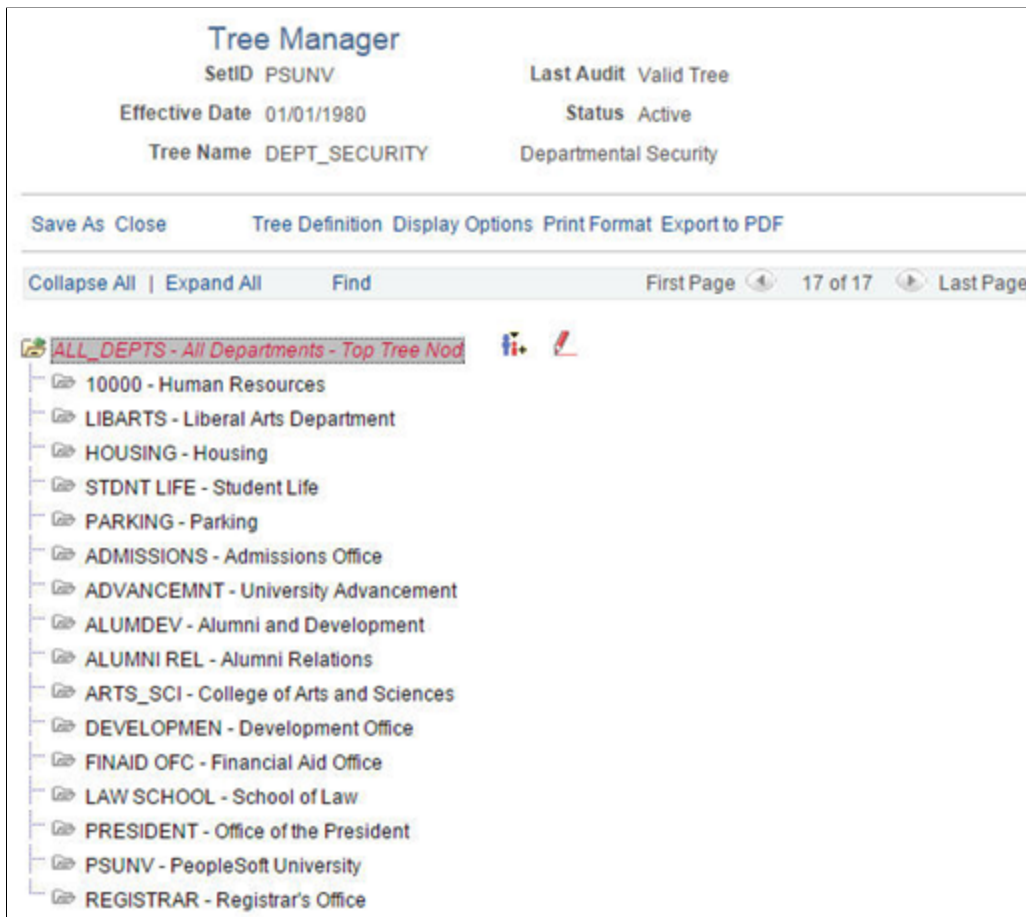 Tree Manager
SetID PSUNV Last Audit Valid Tree
Effective Date 01/01/1980 Status Active
Tree Name DEPT_SECURITY Departmental Security
Save As Close Tree Definition Display Options Print Format Export to PDF
Collapse All | Expand All Find First Page 17 of 17 Last Page
ALL_DEPTS - All Departments - Top Tree Nod
10000 - Human Resources
LIBARTS - Liberal Arts Department
HOUSING - Housing
STDNT LIFE - Student Life
PARKING - Parking
ADMISSIONS - Admissions Office
ADVANCEMNT - University Advancement
ALUMDEV - Alumni and Development
ALUMNI REL - Alumni Relations
ARTS_SCI - College of Arts and Sciences
DEVELOPMEN - Development Office
FINAID OFC - Financial Aid Office
LAW SCHOOL - School of Law
PRESIDENT - Office of the President
PSUNV - PeopleSoft University
REGISTRAR - Registrar's Office